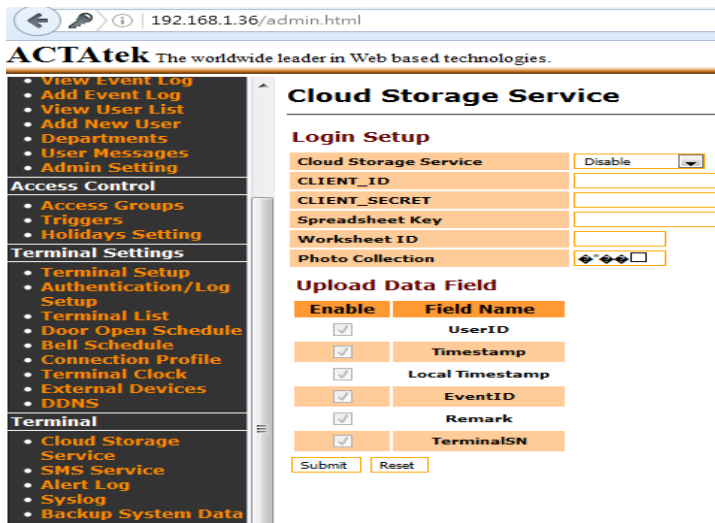 192.168.1.36/admin.html
ACTAtek The worldwide leader in Web based technologies.
View Event Log
Add Event Log
View User List
Add New User
Departments
User Messages
Admin Setting
Access Control
Access Groups
Triggers
Holidays Setting
Terminal Settings
Terminal Setup
Authentication/Log
Setup
Terminal List
Door Open Schedule
Bell Schedule
Connection Profile
Terminal Clock
External Devices
DDNS
Terminal
Cloud Storage
Service
SMS Service
Alert Log
Syslog
Backup System Data
Cloud Storage Service
Login Setup
Cloud Storage Service Disable
CLIENT_ID
CLIENT_SECRET
Spreadsheet Key
Worksheet ID
Photo Collection
Upload Data Field
Enable Field Name
UserID
Timestamp
Local Timestamp
EventID
Remark
TerminalSN
Submit Reset